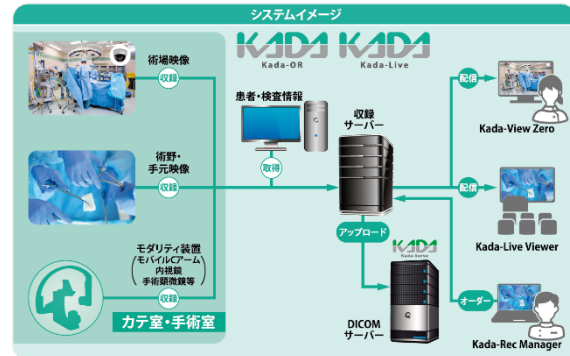 システムイメージ
KADA
Kada-OR
KADA
Kada-Live
術場映像
収録
患者・検査情報
取得
収録
サーバー
配信
Kada-View Zero
術野・
手元映像
収録
配信
Kada-Live Viewer
アップロード
KADA
Kada-Serve
モダリティ装置
(モバイルCアーム
内視鏡
手術顕微鏡等)
収録
カテ室・手術室
DICOM
サーバー
オーダー
Kada-Rec Manager